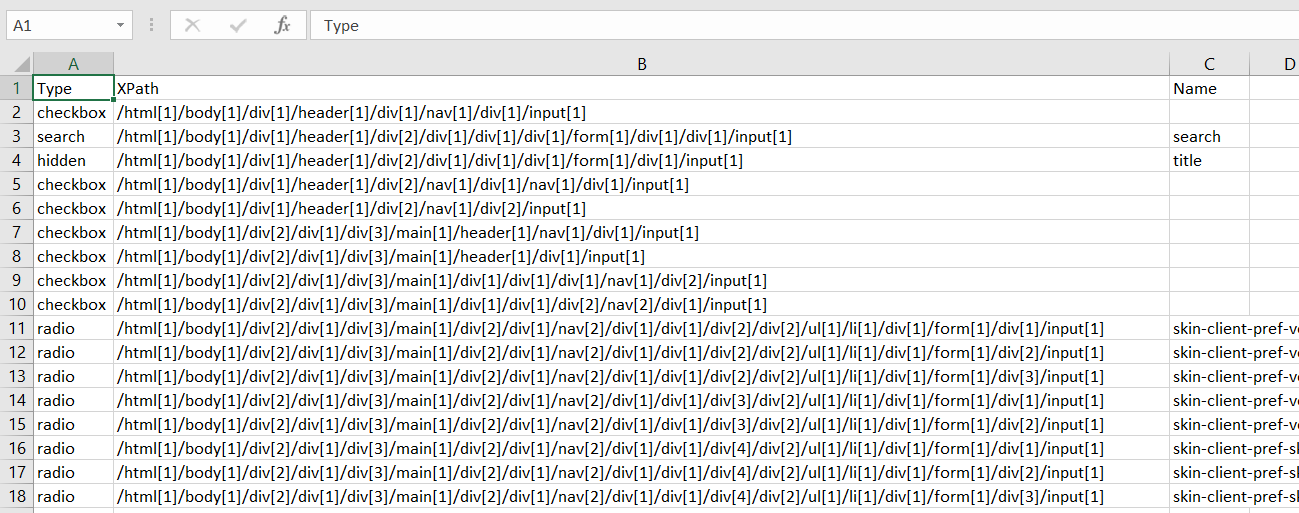 A1 fx Type
A B C D
1 Type XPath Name
2 checkbox /html[1]/body[1]/div[1]/header[1]/div[1]/nav[1]/div[1]/input[1]
3 search /html[1]/body[1]/div[1]/header[1]/div[2]/div[1]/div[1]/div[1]/form[1]/div[1]/div[1]/input[1] search
4 hidden /html[1]/body[1]/div[1]/header[1]/div[2]/div[1]/div[1]/div[1]/form[1]/div[1]/input[1] title
5 checkbox /html[1]/body[1]/div[1]/header[1]/div[2]/nav[1]/div[1]/nav[1]/div[1]/input[1]
6 checkbox /html[1]/body[1]/div[1]/header[1]/div[2]/nav[1]/div[2]/input[1]
7 checkbox /html[1]/body[1]/div[2]/div[1]/div[3]/main[1]/header[1]/nav[1]/div[1]/input[1]
8 checkbox /html[1]/body[1]/div[2]/div[1]/div[3]/main[1]/header[1]/div[1]/input[1]
9 checkbox /html[1]/body[1]/div[2]/div[1]/div[3]/main[1]/div[1]/div[1]/div[1]/nav[1]/div[2]/input[1]
10 checkbox /html[1]/body[1]/div[2]/div[1]/div[3]/main[1]/div[1]/div[1]/div[2]/nav[2]/div[1]/input[1]
11 radio /html[1]/body[1]/div[2]/div[1]/div[3]/main[1]/div[2]/div[1]/nav[2]/div[1]/div[1]/div[2]/div[2]/ul[1]/li[1]/div[1]/form[1]/div[1]/input[1] skin-client-pref-v
12 radio /html[1]/body[1]/div[2]/div[1]/div[3]/main[1]/div[2]/div[1]/nav[2]/div[1]/div[1]/div[2]/div[2]/ul[1]/li[1]/div[1]/form[1]/div[2]/input[1] skin-client-pref-v
13 radio /html[1]/body[1]/div[2]/div[1]/div[3]/main[1]/div[2]/div[1]/nav[2]/div[1]/div[1]/div[2]/div[2]/ul[1]/li[1]/div[1]/form[1]/div[3]/input[1] skin-client-pref-v
14 radio /html[1]/body[1]/div[2]/div[1]/div[3]/main[1]/div[2]/div[1]/nav[2]/div[1]/div[1]/div[3]/div[2]/ul[1]/li[1]/div[1]/form[1]/div[1]/input[1] skin-client-pref-v
15 radio /html[1]/body[1]/div[2]/div[1]/div[3]/main[1]/div[2]/div[1]/nav[2]/div[1]/div[1]/div[3]/div[2]/ul[1]/li[1]/div[1]/form[1]/div[2]/input[1] skin-client-pref-v
16 radio /html[1]/body[1]/div[2]/div[1]/div[3]/main[1]/div[2]/div[1]/nav[2]/div[1]/div[1]/div[4]/div[2]/ul[1]/li[1]/div[1]/form[1]/div[1]/input[1] skin-client-pref-s
17 radio /html[1]/body[1]/div[2]/div[1]/div[3]/main[1]/div[2]/div[1]/nav[2]/div[1]/div[1]/div[4]/div[2]/ul[1]/li[1]/div[1]/form[1]/div[2]/input[1] skin-client-pref-s
18 radio /html[1]/body[1]/div[2]/div[1]/div[3]/main[1]/div[2]/div[1]/nav[2]/div[1]/div[1]/div[4]/div[2]/ul[1]/li[1]/div[1]/form[1]/div[3]/input[1] skin-client-pref-s